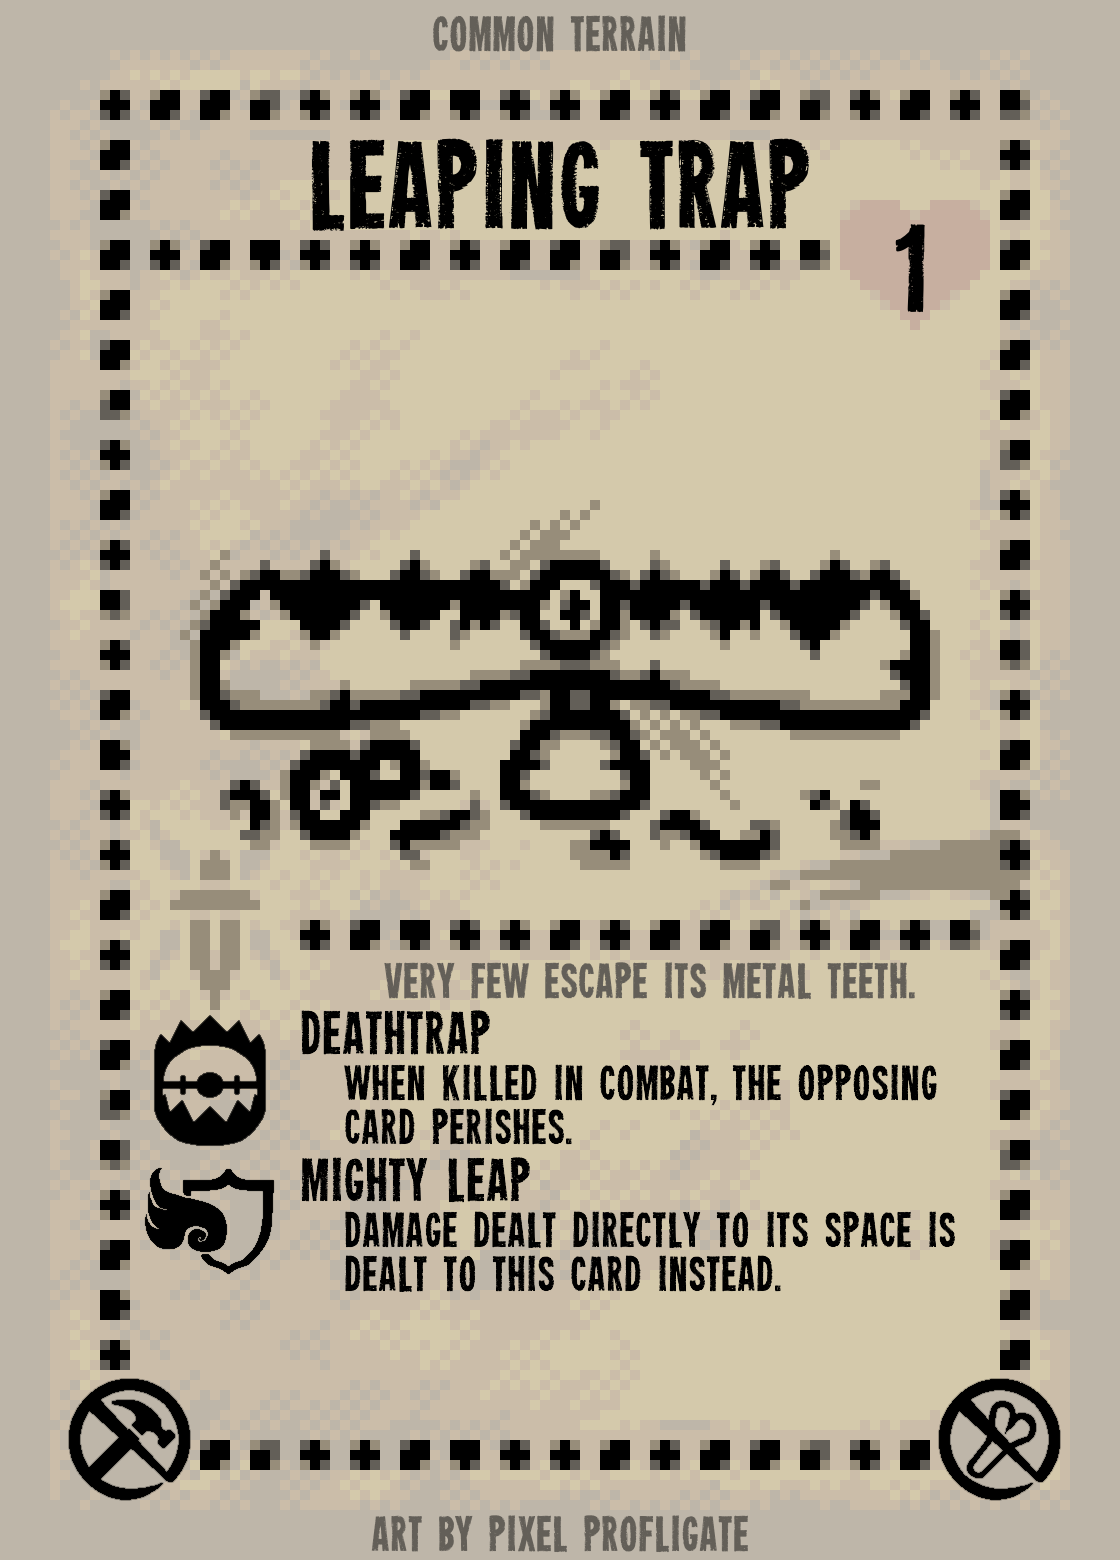 COMMON TERRAIN
LEAPING TRAP
1
VERY FEW ESCAPE ITS METAL TEETH.
DEATHTRAP
WHEN KILLED IN COMBAT, THE OPPOSING
CARD PERISHES.
MIGHTY LEAP
DAMAGE DEALT DIRECTLY TO ITS SPACE IS
DEALT TO THIS CARD INSTEAD.
ART BY PIXEL PROFLIGATE